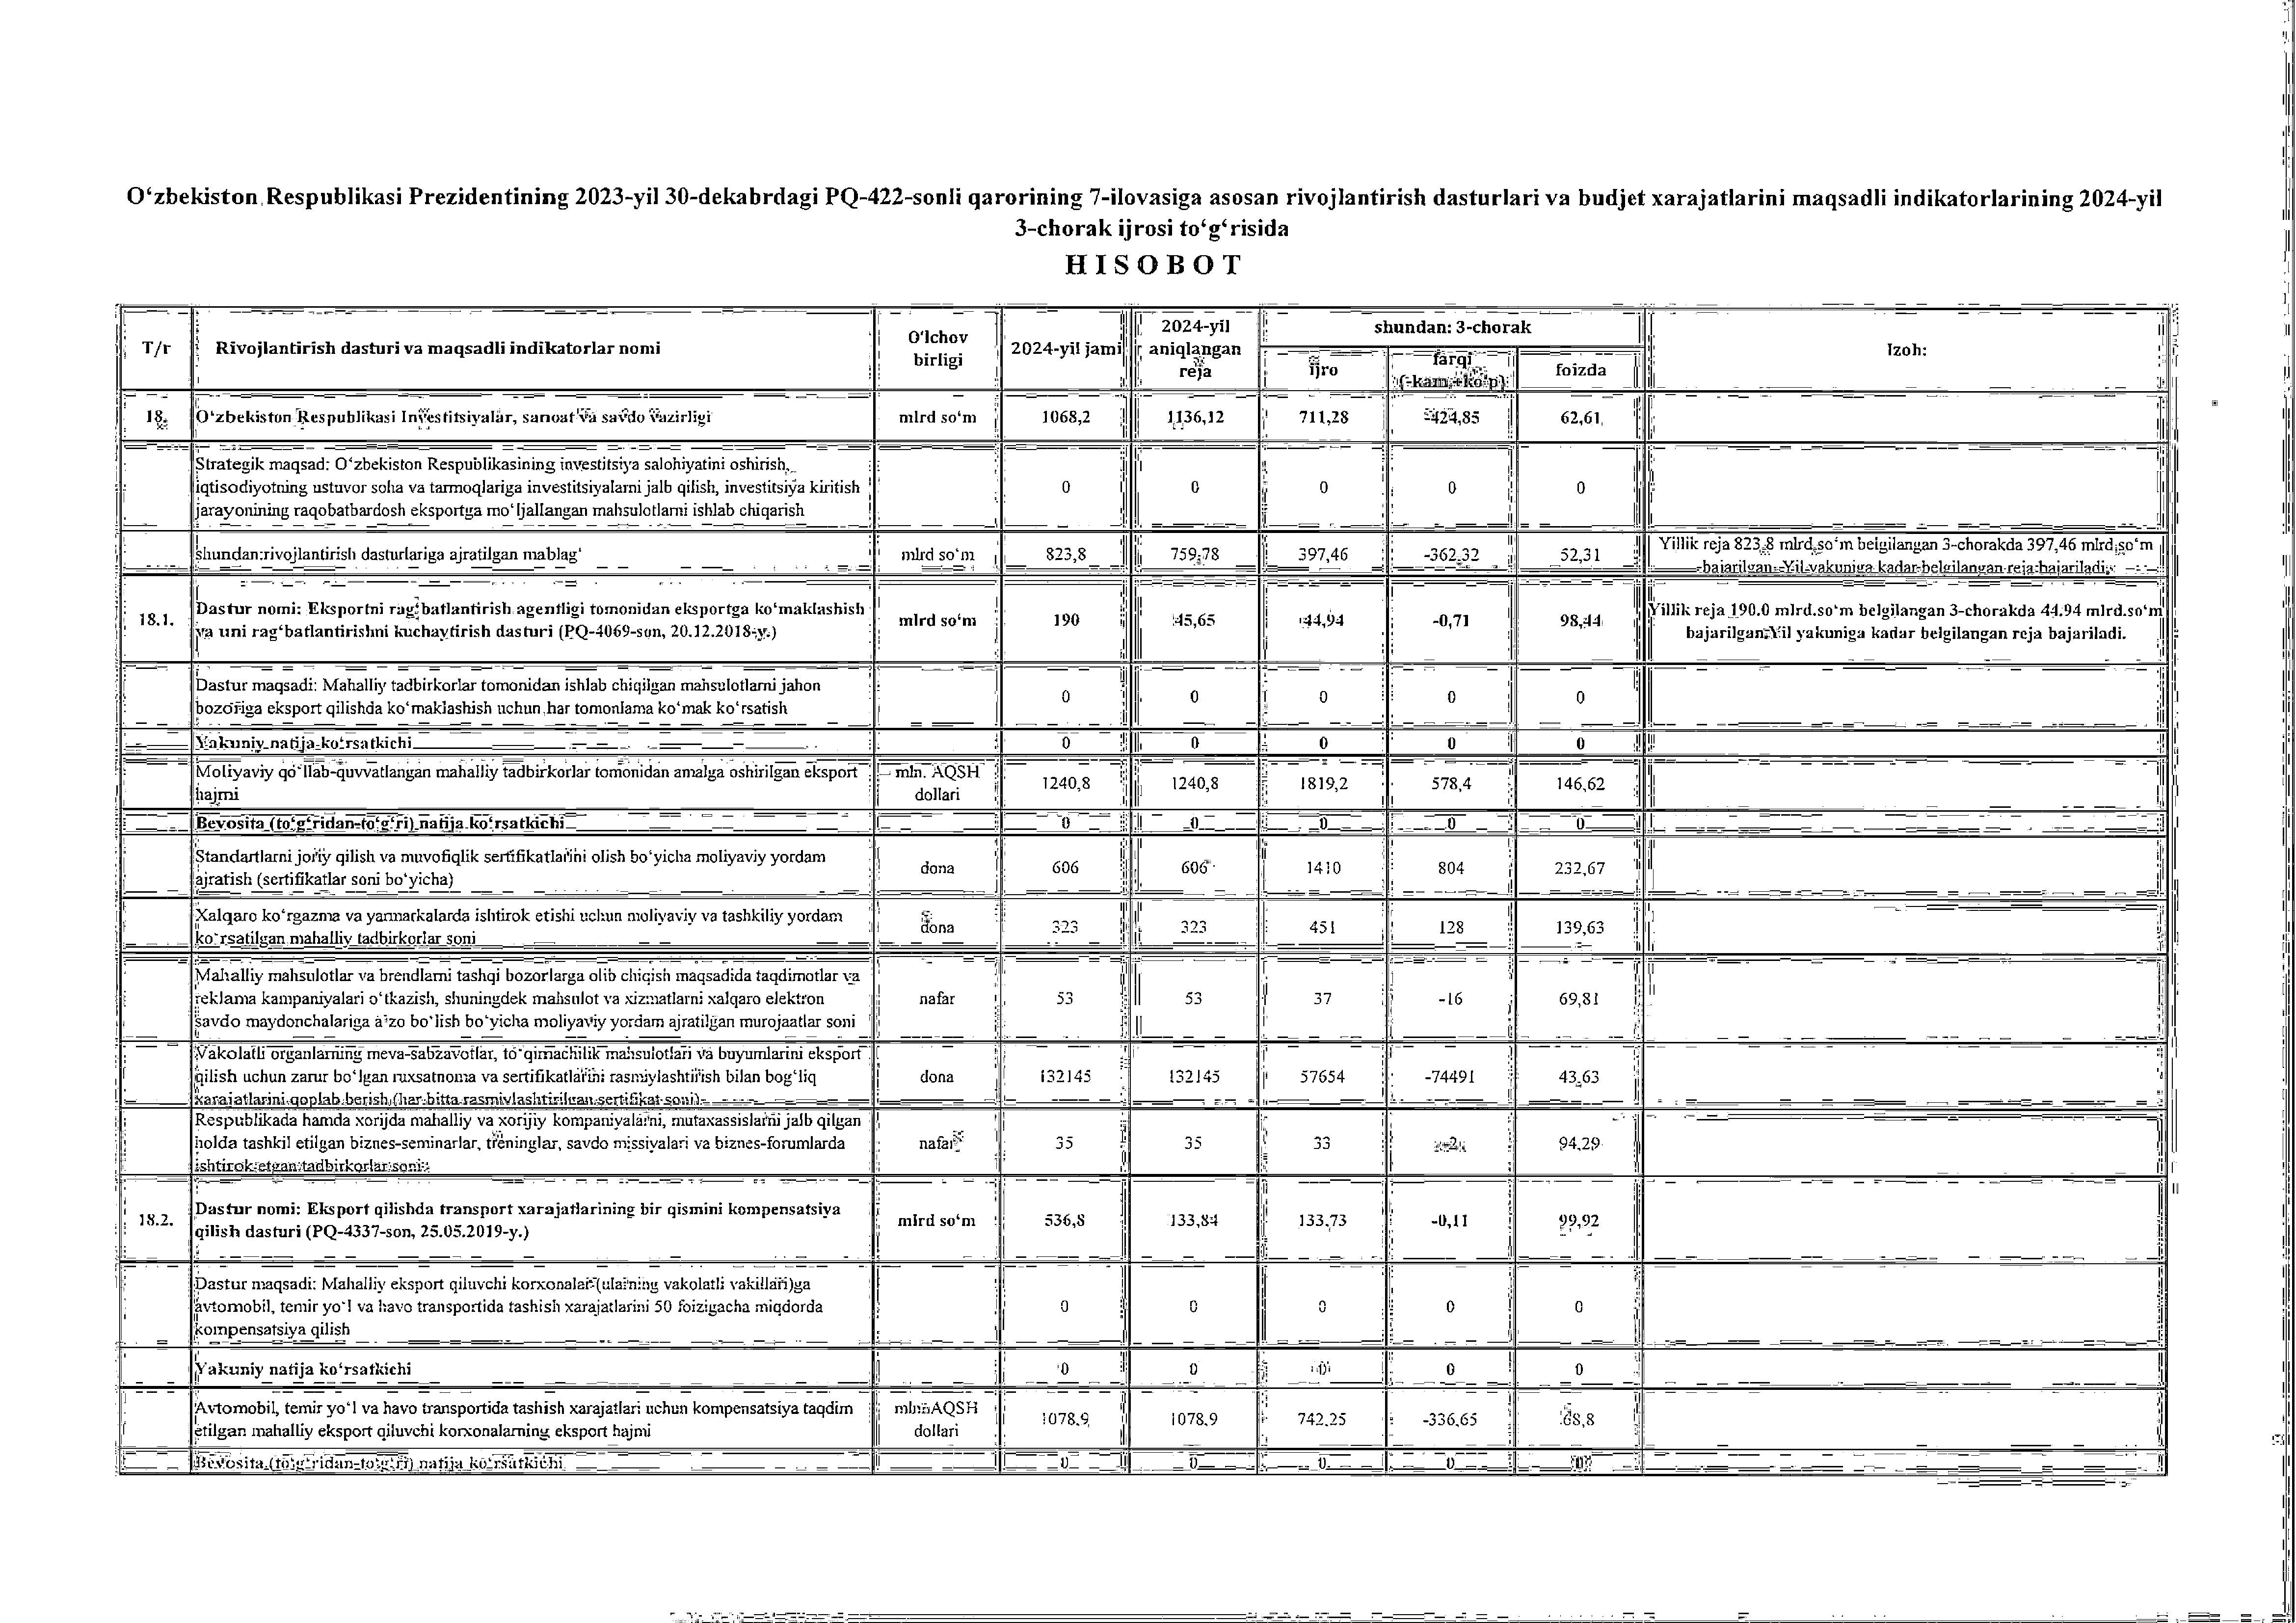 O‘zbekiston Respublikasi Prezidentining 2023-yil 30-dekabrdagi PQ-422-sonli qarorining 7-ilovasiga asosan rivojlantirish dasturlari va budjet xarajatlarini maqsadli indikatorlarining 2024-yil
3-chorak ijrosi to‘g‘risida
H I S O B O T
T/r Rivojlantirish dasturi va maqsadli indikatorlar nomi O‘lchov birligi 2024-yil jami 2024-yil aniqlangan reja shundan: 3-chorak Izoh:
ijro farqi (-kam,+ko‘p) foizda
18. O‘zbekiston Respublikasi Investitsiyalar, sanoat va savdo vazirligi mlrd so‘m 1068,2 1136,12 711,28 -424,85 62,61
Strategik maqsad: O‘zbekiston Respublikasining investitsiya salohiyatini oshirish,
iqtisodiyotning ustuvor soha va tarmoqlariga investitsiyalarni jalb qilish, investitsiya kiritish 0 0 0 0 0
jarayonining raqobatbardosh eksportga mo‘ljallangan mahsulotlarni ishlab chiqarish
shundan:rivojlantirish dasturlariga ajratilgan mablag‘ mlrd so‘m 823,8 759,78 397,46 -362,32 52,31 Yillik reja 823,8 mlrd.so‘m belgilangan 3-chorakda 397,46 mlrd.so‘m
bajarilgan. Yil yakuniga kadar belgilangan reja bajariladi.
18.1. Dastur nomi: Eksportni rag‘batlantirish agentligi tomonidan eksportga ko‘maklashish
va uni rag‘batlantirishni kuchaytirish dasturi (PQ-4069-son, 20.12.2018-y.) mlrd so‘m 190 45,65 44,94 -0,71 98,44 Yillik reja 190.0 mlrd.so‘m belgilangan 3-chorakda 44.94 mlrd.so‘m
bajarilgan.Yil yakuniga kadar belgilangan reja bajariladi.
Dastur maqsadi: Mahalliy tadbirkorlar tomonidan ishlab chiqilgan mahsulotlarni jahon
bozoriga eksport qilishda ko‘maklashish uchun har tomonlama ko‘mak ko‘rsatish 0 0 0 0 0
Yakuniy natija ko‘rsatkichi 0 0 0 0 0
Moliyaviy qo‘llab-quvvatlangan mahalliy tadbirkorlar tomonidan amalga oshirilgan eksport
hajmi mln. AQSH dollari 1240,8 1240,8 1819,2 578,4 146,62
Bevosita (to‘g‘ridan-to‘g‘ri) natija ko‘rsatkichi 0 0 0 0 0
Standartlarni joriy qilish va muvofiqlik sertifikatlarini olish bo‘yicha moliyaviy yordam
ajratish (sertifikatlar soni bo‘yicha) dona 606 606 1410 804 232,67
Xalqaro ko‘rgazma va yarmarkalarda ishtirok etishi uchun moliyaviy va tashkiliy yordam
ko‘rsatilgan mahalliy tadbirkorlar soni dona 323 323 451 128 139,63
Mahalliy mahsulotlar va brendlarni tashqi bozorlarga olib chiqish maqsadida taqdimotlar va
reklama kampaniyalari o‘tkazish, shuningdek mahsulot va xizmatlarni xalqaro elektron nafar 53 53 37 -16 69,81
savdo maydonchalariga a’zo bo‘lish bo‘yicha moliyaviy yordam ajratilgan murojaatlar soni
Vakolatli organlarning meva-sabzavotlar, to‘qimachilik mahsulotlari va buyumlarini eksport
qilish uchun zarur bo‘lgan ruxsatnoma va sertifikatlarini rasmiylashtirish bilan bog‘liq dona 132145 132145 57654 -74491 43,63
xarajatlarini qoplab berish (har bitta rasmiylashtirilgan sertifikat soni)
Respublikada hamda xorijda mahalliy va xorijiy kompaniyalarni, mutaxassislarni jalb qilgan
holda tashkil etilgan biznes-seminarlar, treninglar, savdo missiyalari va biznes-forumlarda nafar 35 35 33 -2 94,29
ishtirok etgan tadbirkorlar soni
18.2. Dastur nomi: Eksport qilishda transport xarajatlarining bir qismini kompensatsiya
qilish dasturi (PQ-4337-son, 25.05.2019-y.) mlrd so‘m 536,8 133,84 133,73 -0,11 99,92
Dastur maqsadi: Mahalliy eksport qiluvchi korxonalar (ularning vakolatli vakillari)ga
avtomobil, temir yo‘l va havo transportida tashish xarajatlarini 50 foizigacha miqdorda 0 0 0 0 0
kompensatsiya qilish
Yakuniy natija ko‘rsatkichi 0 0 0 0 0
Avtomobil, temir yo‘l va havo transportida tashish xarajatlari uchun kompensatsiya taqdim
etilgan mahalliy eksport qiluvchi korxonalarning eksport hajmi mln AQSH dollari 1078,9 1078,9 742,25 -336,65 68,8
Bevosita (to‘g‘ridan-to‘g‘ri) natija ko‘rsatkichi 0 0 0 0 0